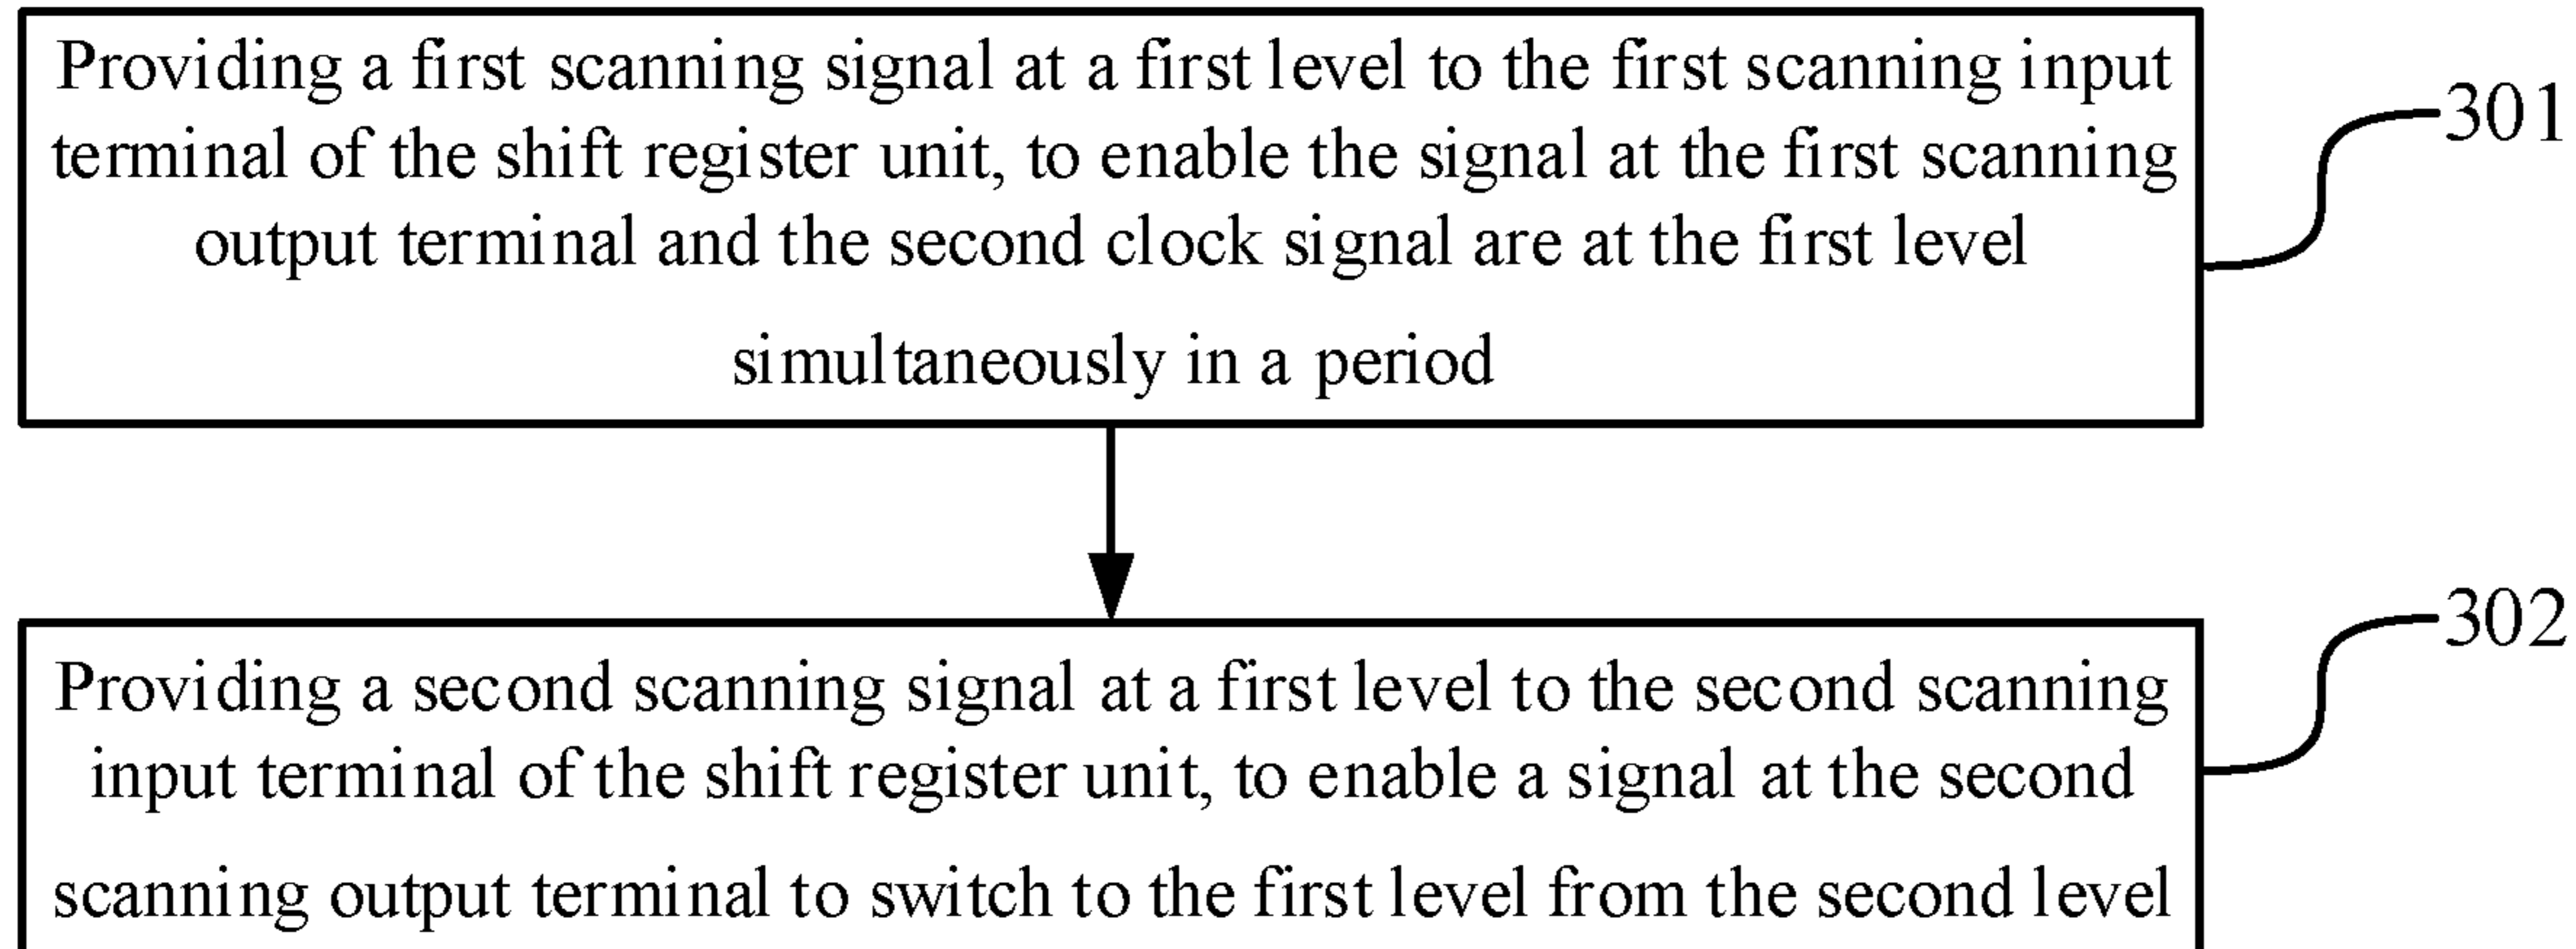 Providing a first scanning signal at a first level to the first scanning input
terminal of the shift register unit, to enable the signal at the first scanning
output terminal and the second clock signal are at the first level
simultaneously in a period
301
Providing a second scanning signal at a first level to the second scanning
input terminal of the shift register unit, to enable a signal at the second
scanning output terminal to switch to the first level from the second level
302